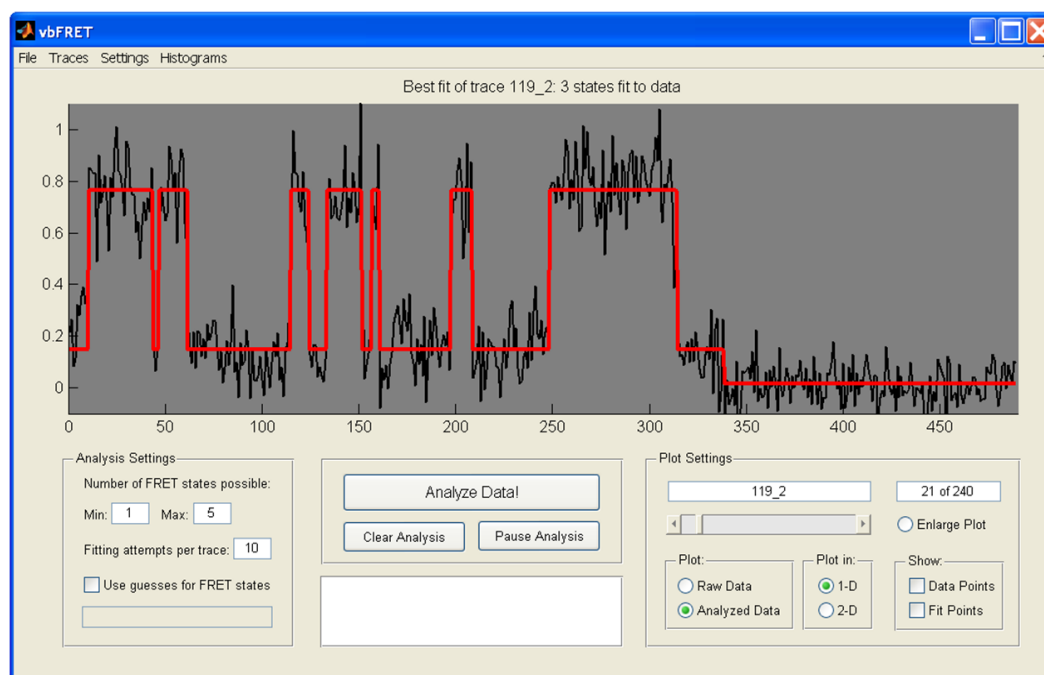 vbFRET
File Traces Settings Histograms
Best fit of trace 119_2: 3 states fit to data
1
0.8
0.6
0.4
0.2
0
0 50 100 150 200 250 300 350 400 450
Analysis Settings
Number of FRET states possible:
Min: 1 Max: 5
Fitting attempts per trace: 10
Use guesses for FRET states
Analyze Data!
Clear Analysis Pause Analysis
Plot Settings
119_2 21 of 240
Enlarge Plot
Plot: Plot in: Show:
Raw Data 1-D Data Points
Analyzed Data 2-D Fit Points